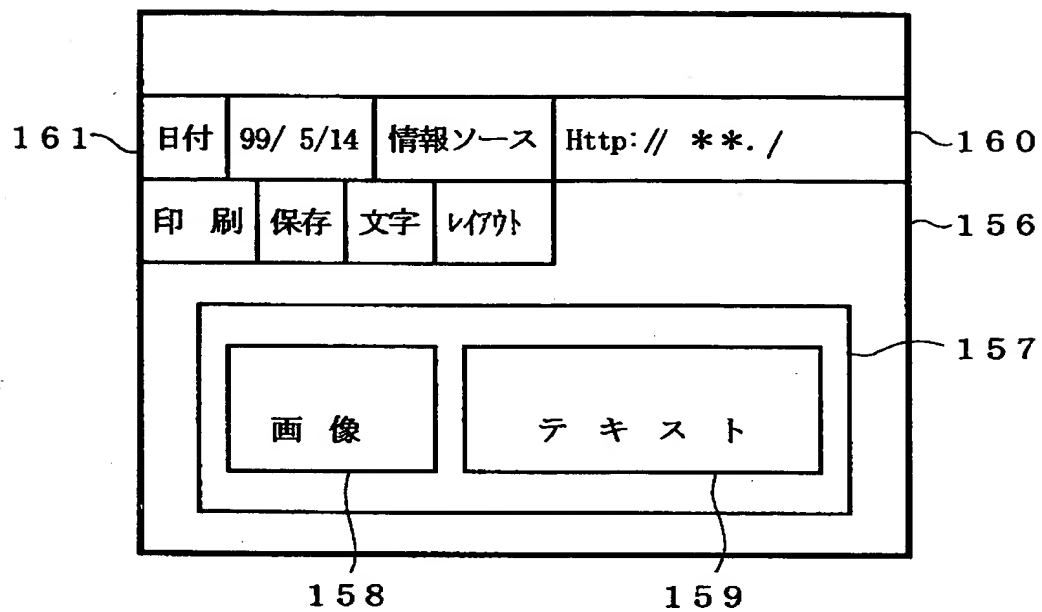 161 日付 99/ 5/14 情報ソース Http:// **. / 160
印 刷 保存 文字 レイアウト 156
157
画 像 テ キ ス ト
158 159